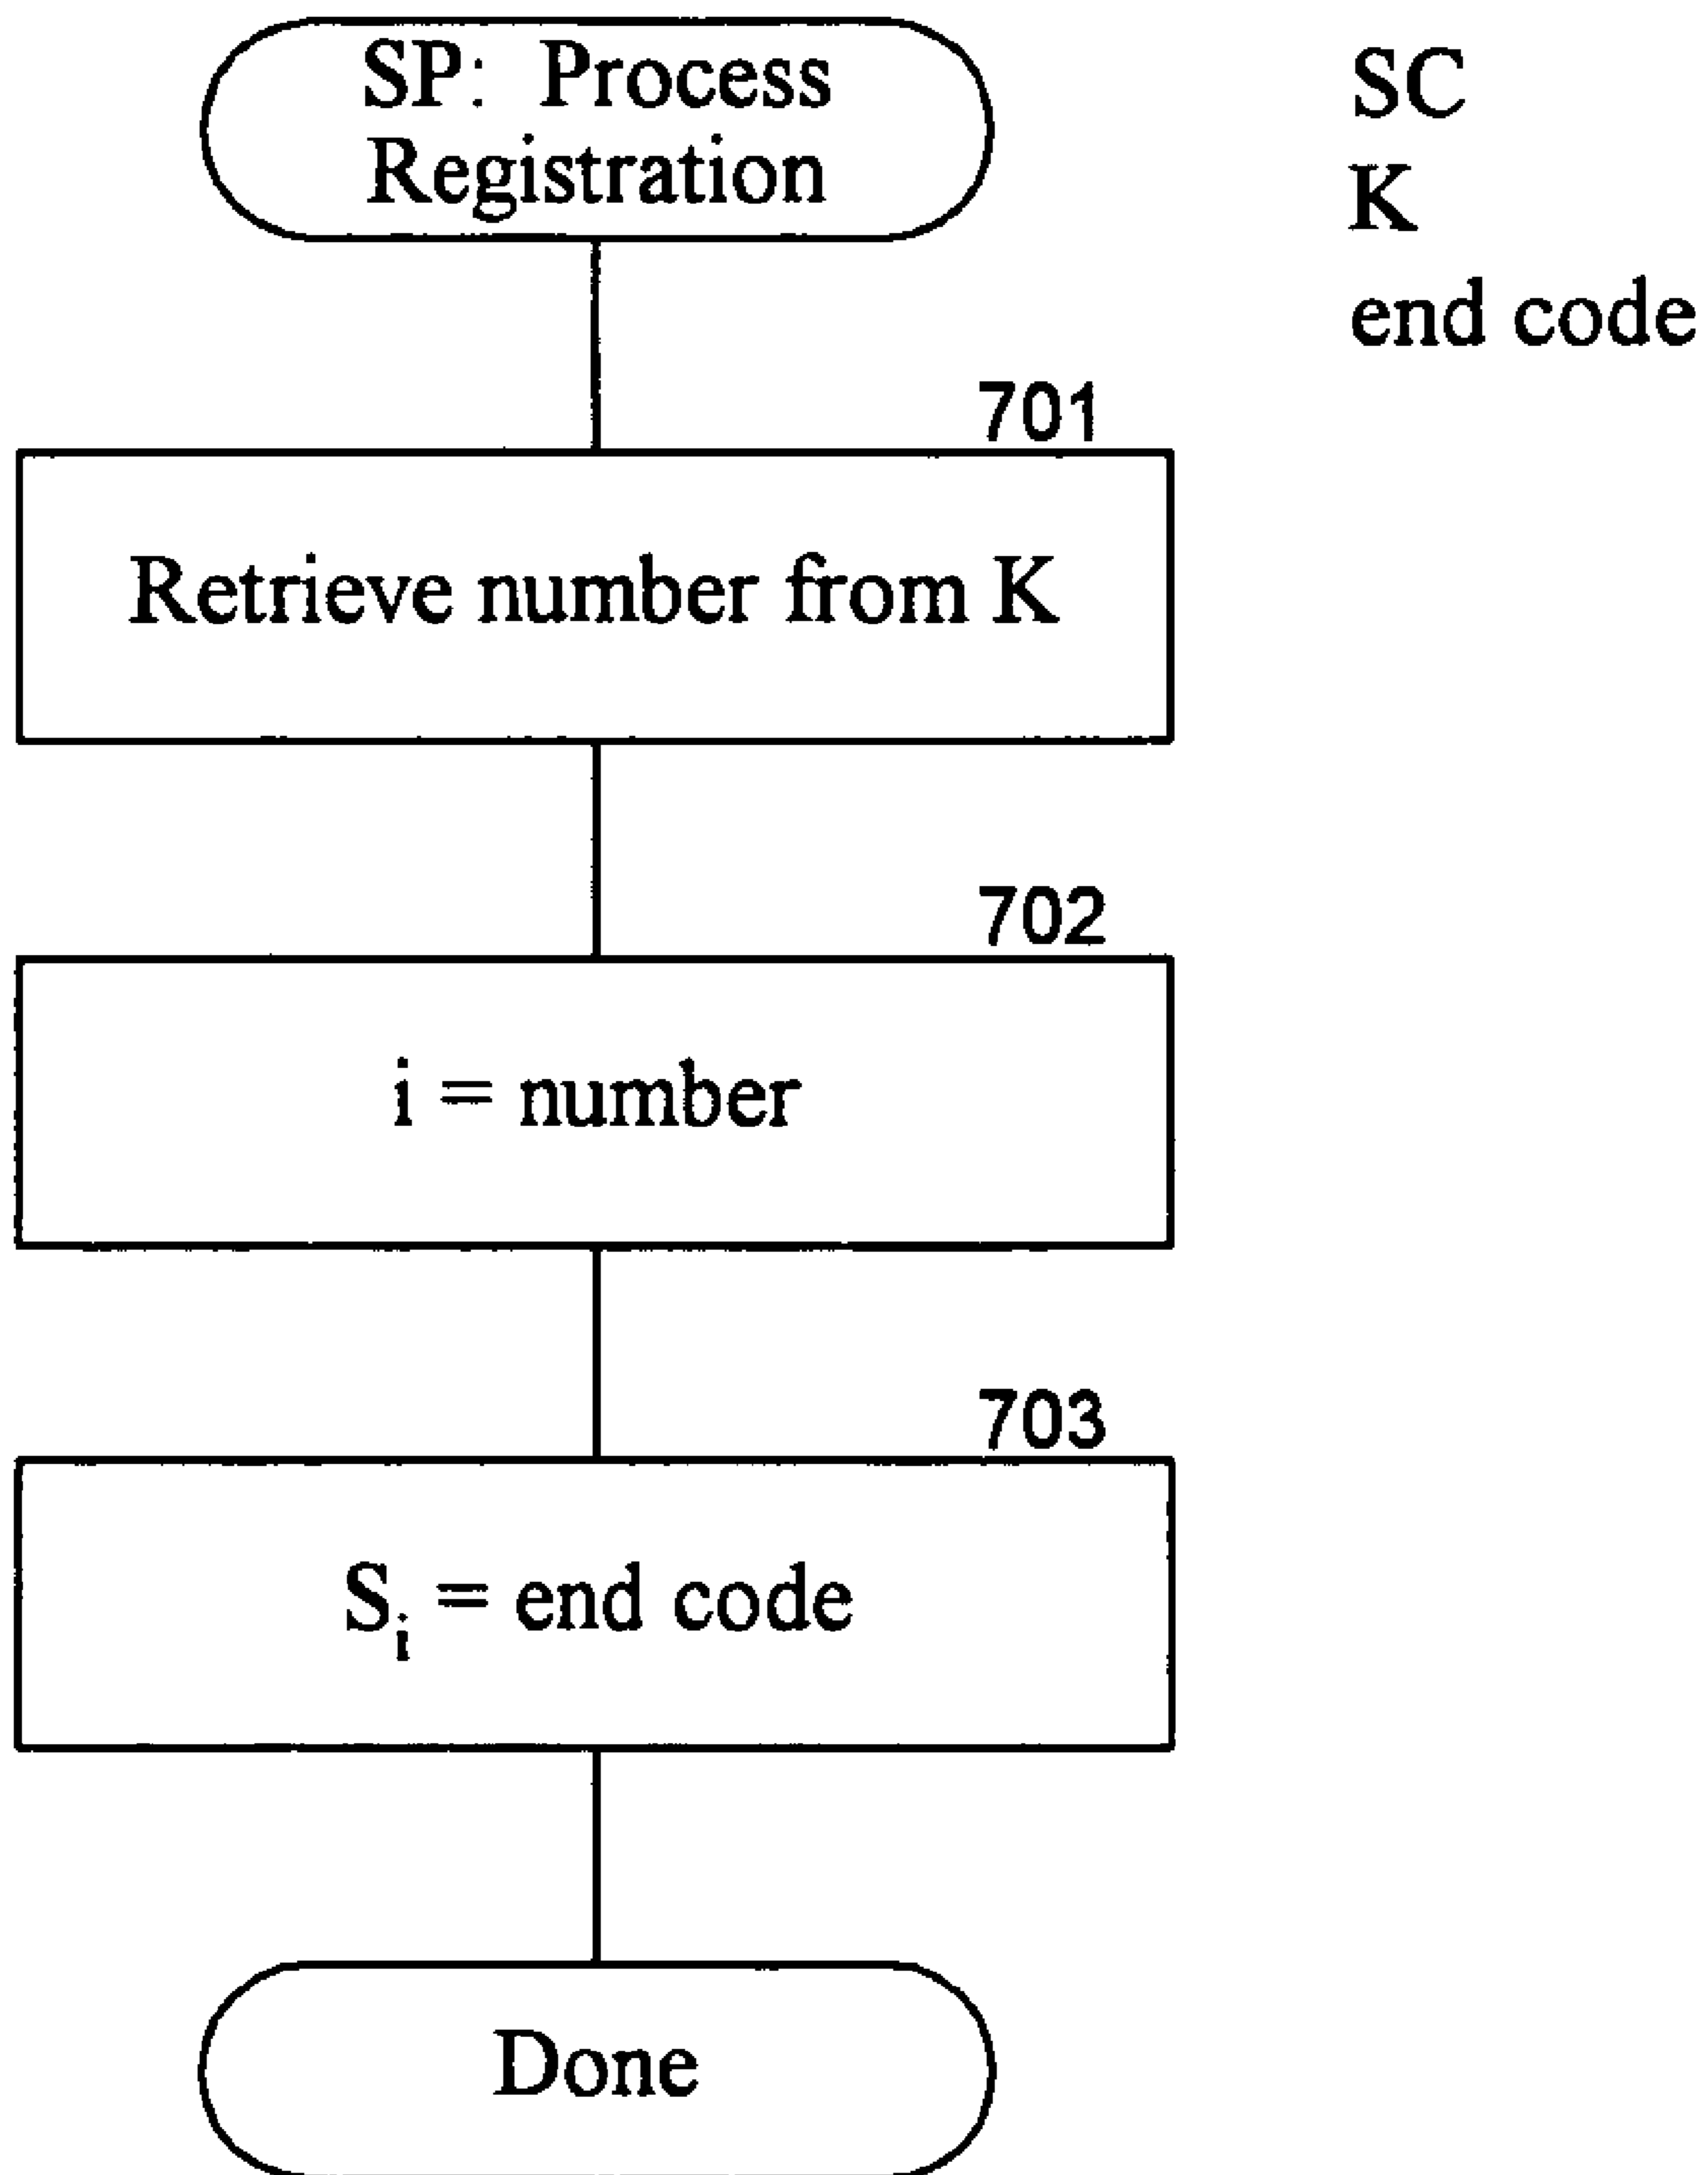 SP: Process
Registration
SC
K
end code
701
Retrieve number from K
702
i = number
703
Sᵢ = end code
Done